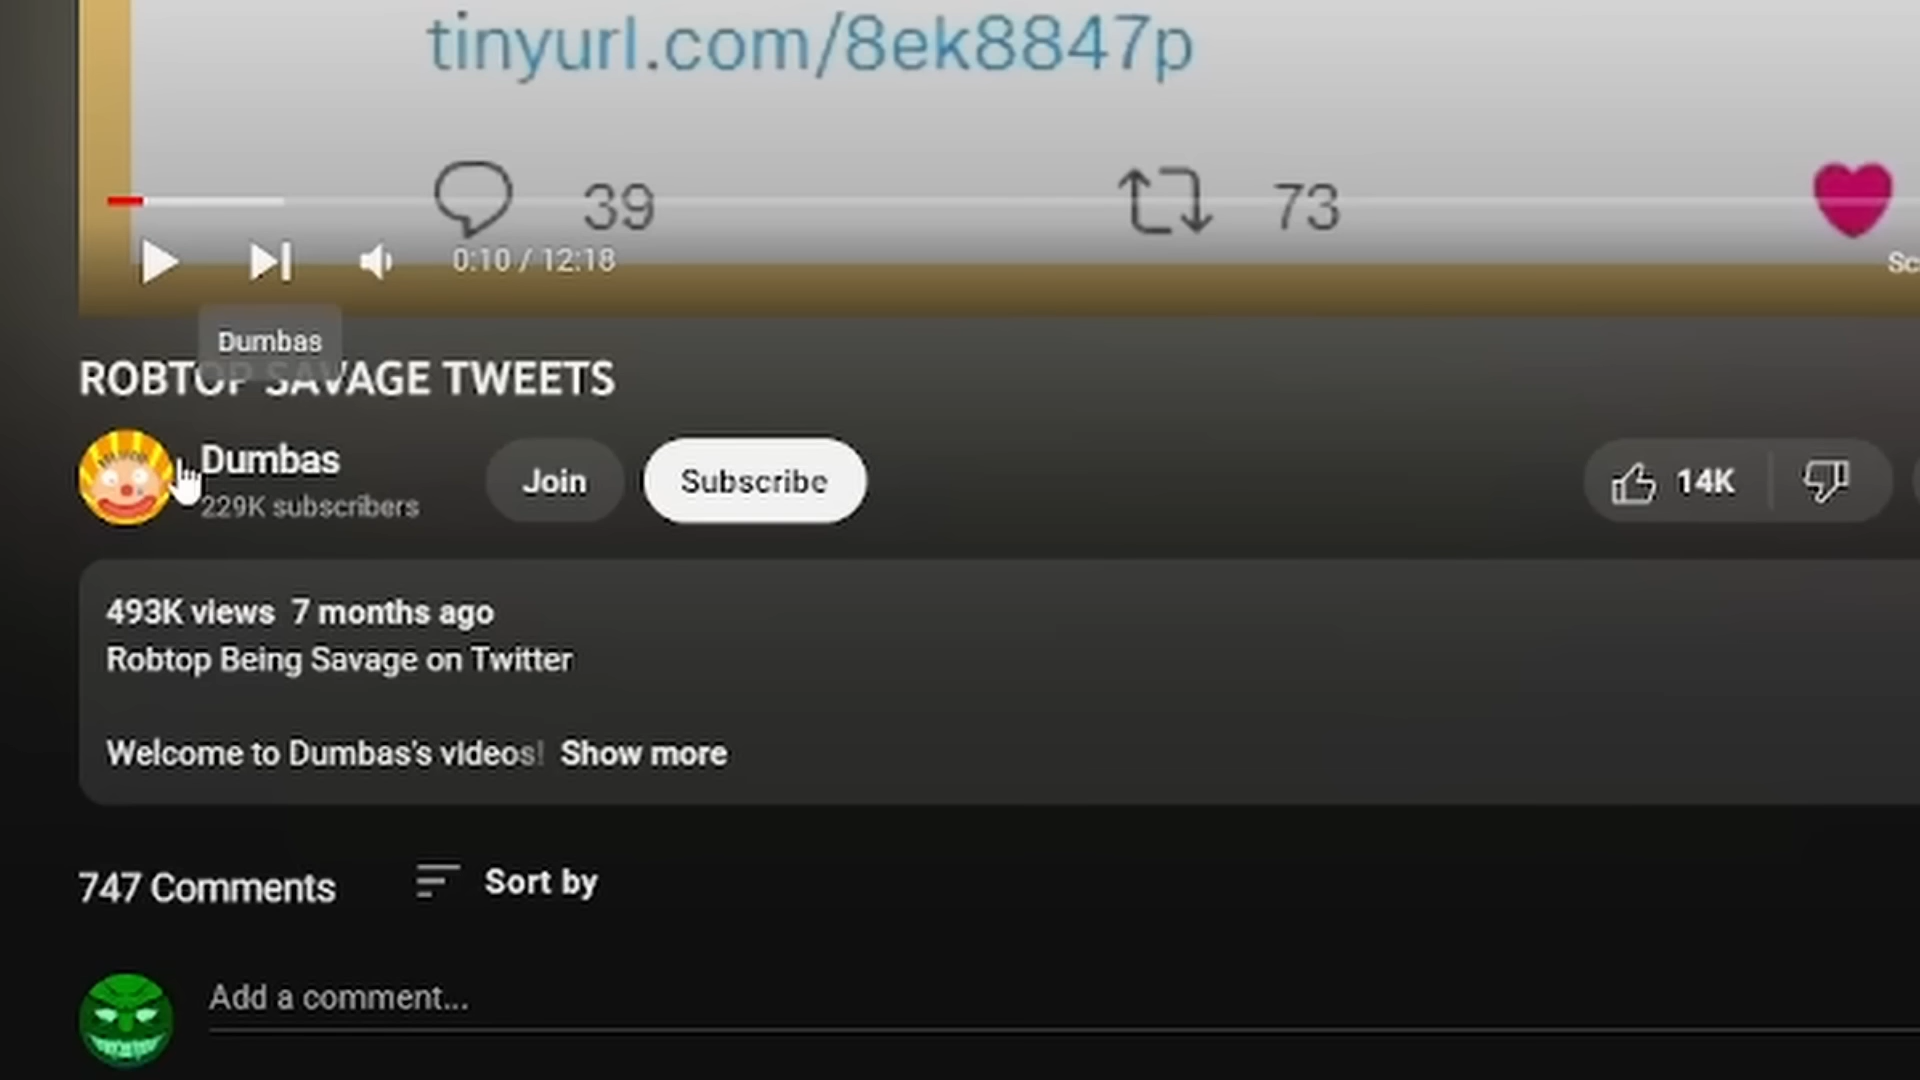 tinyurl.com/8ek8847p
39
73
0:10 / 12:18
Sc
Dumbas
ROBTOP SAVAGE TWEETS
Dumbas
229K subscribers
Join
Subscribe
14K
493K views 7 months ago
Robtop Being Savage on Twitter
Welcome to Dumbas's videos!
Show more
747 Comments
Sort by
Add a comment...